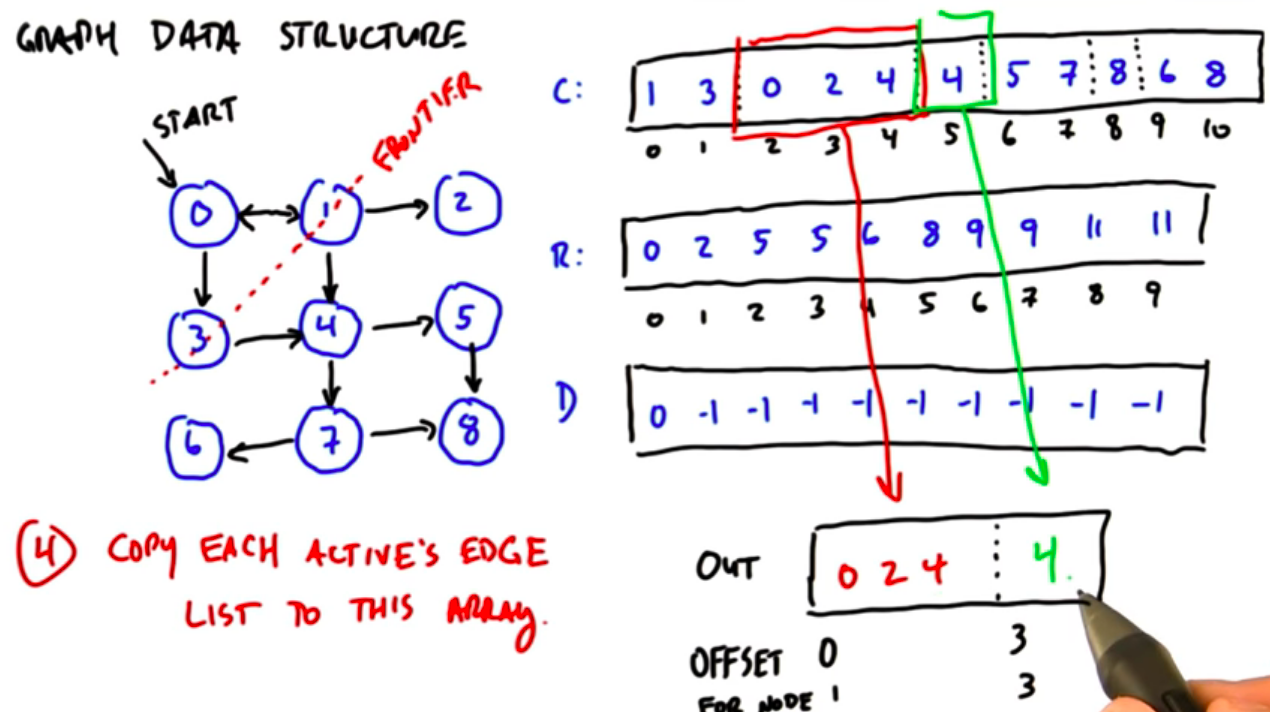 GRAPH DATA STRUCTURE
START
FRONTIER
0 1 2
3 4 5
6 7 8
④ COPY EACH ACTIVE'S EDGE
LIST TO THIS ARRAY.
C: 1 3 0 2 4 4 5 7 8 6 8
0 1 2 3 4 5 6 7 8 9 10
R: 0 2 5 5 6 8 9 9 11 11
0 1 2 3 4 5 6 7 8 9
D 0 -1 -1 -1 -1 -1 -1 -1 -1 -1
OUT 0 2 4 4
OFFSET 0 3
FOR NODE 1 3